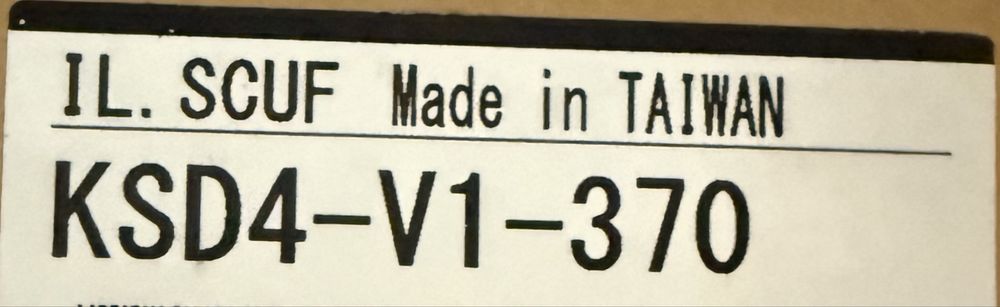 IL. SCUF Made in TAIWAN
KSD4-V1-370